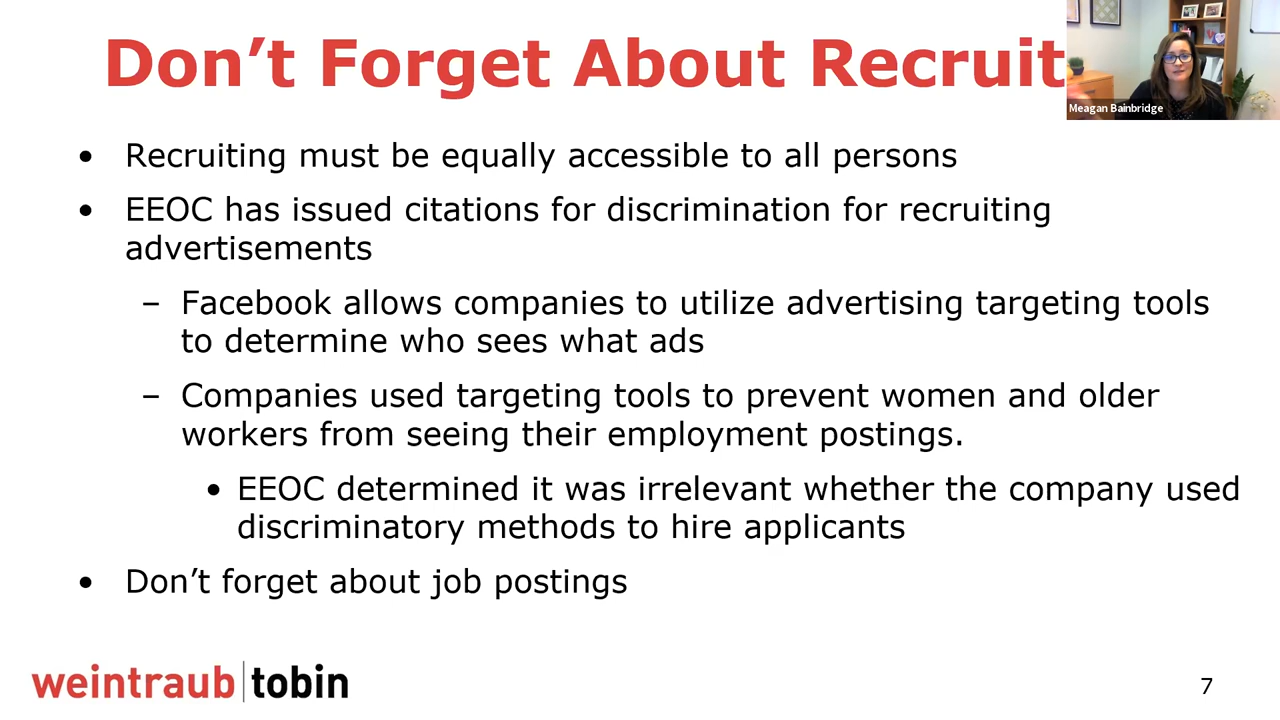 Don’t Forget About Recruit
Meagan Bainbridge
• Recruiting must be equally accessible to all persons
• EEOC has issued citations for discrimination for recruiting
advertisements
– Facebook allows companies to utilize advertising targeting tools
to determine who sees what ads
– Companies used targeting tools to prevent women and older
workers from seeing their employment postings.
• EEOC determined it was irrelevant whether the company used
discriminatory methods to hire applicants
• Don’t forget about job postings
weintraub tobin
7